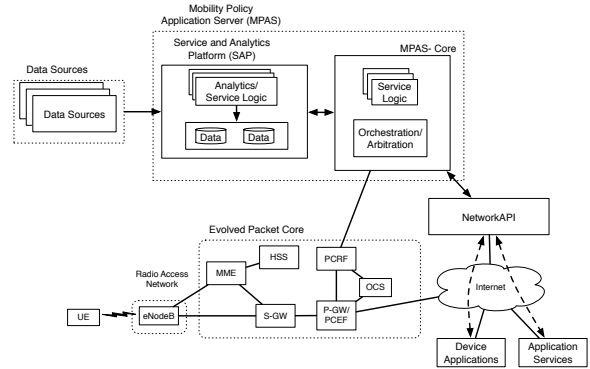 Mobility Policy
Application Server (MPAS)
Service and Analytics
Platform (SAP)
MPAS- Core
Data Sources
Analytics/
Service Logic
Service
Logic
Data Sources
Data
Data
Orchestration/
Arbitration
NetworkAPI
Evolved Packet Core
Radio Access
Network
MME
HSS
PCRF
OCS
Internet
UE
eNodeB
S-GW
P-GW/
PCEF
Device
Applications
Application
Services